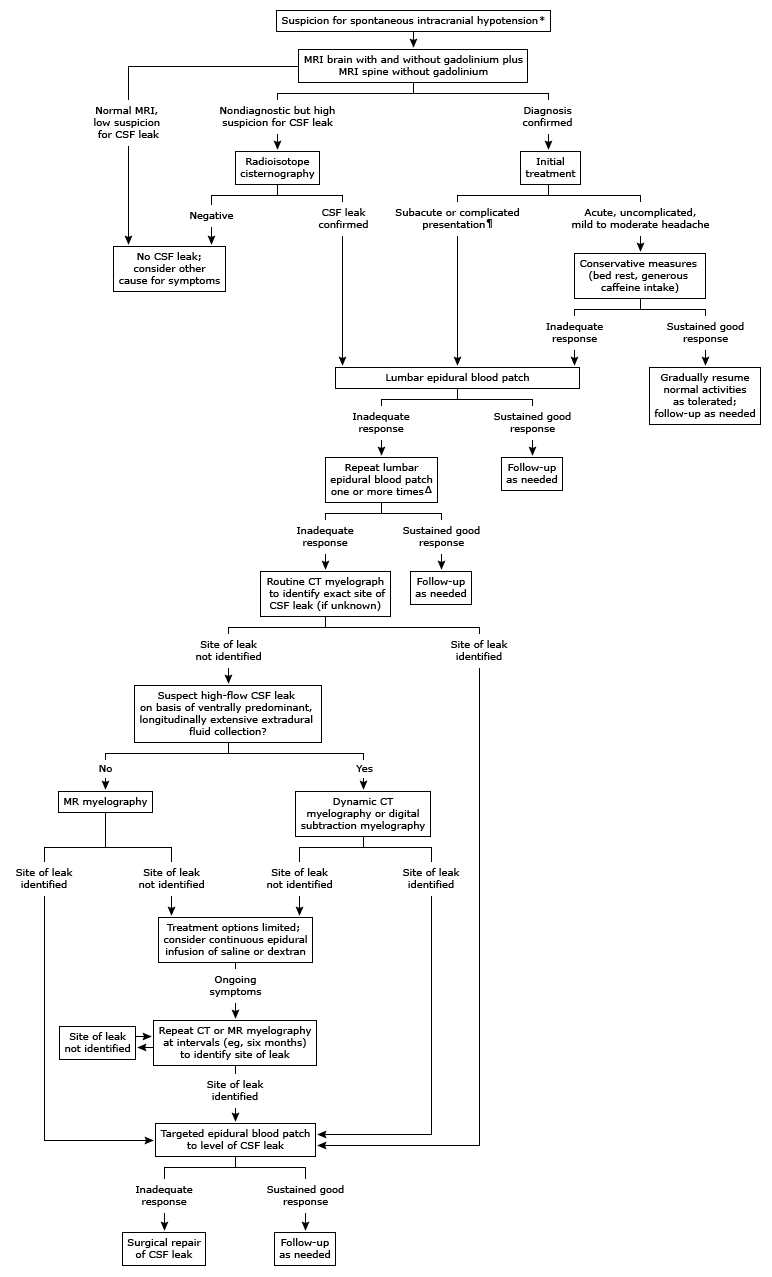 Suspicion for spontaneous intracranial hypotension*
MRI brain with and without gadolinium plus
MRI spine without gadolinium
Normal MRI,
low suspicion
for CSF leak
Nondiagnostic but high
suspicion for CSF leak
Diagnosis
confirmed
Radioisotope
cisternography
Initial
treatment
Negative
CSF leak
confirmed
Subacute or complicated
presentation¶
Acute, uncomplicated,
mild to moderate headache
No CSF leak;
consider other
cause for symptoms
Conservative measures
(bed rest, generous
caffeine intake)
Inadequate
response
Sustained good
response
Lumbar epidural blood patch
Gradually resume
normal activities
as tolerated;
follow-up as needed
Inadequate
response
Sustained good
response
Repeat lumbar
epidural blood patch
one or more timesΔ
Follow-up
as needed
Inadequate
response
Sustained good
response
Routine CT myelograph
to identify exact site of
CSF leak (if unknown)
Follow-up
as needed
Site of leak
not identified
Site of leak
identified
Suspect high-flow CSF leak
on basis of ventrally predominant,
longitudinally extensive extradural
fluid collection?
No
Yes
MR myelography
Dynamic CT
myelography or digital
subtraction myelography
Site of leak
identified
Site of leak
not identified
Site of leak
not identified
Site of leak
identified
Treatment options limited;
consider continuous epidural
infusion of saline or dextran
Ongoing
symptoms
Site of leak
not identified
Repeat CT or MR myelography
at intervals (eg, six months)
to identify site of leak
Site of leak
identified
Targeted epidural blood patch
to level of CSF leak
Inadequate
response
Sustained good
response
Surgical repair
of CSF leak
Follow-up
as needed